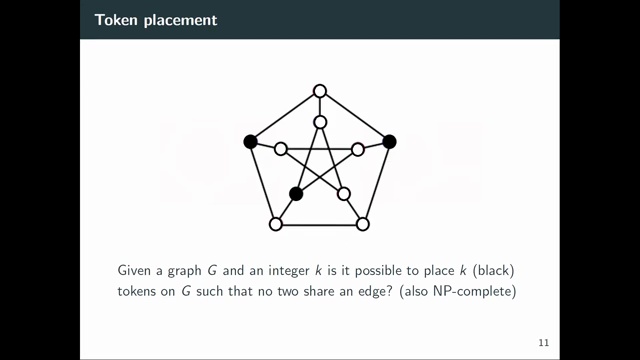 Token placement
Given a graph G and an integer k is it possible to place k (black)
tokens on G such that no two share an edge? (also NP-complete)
11